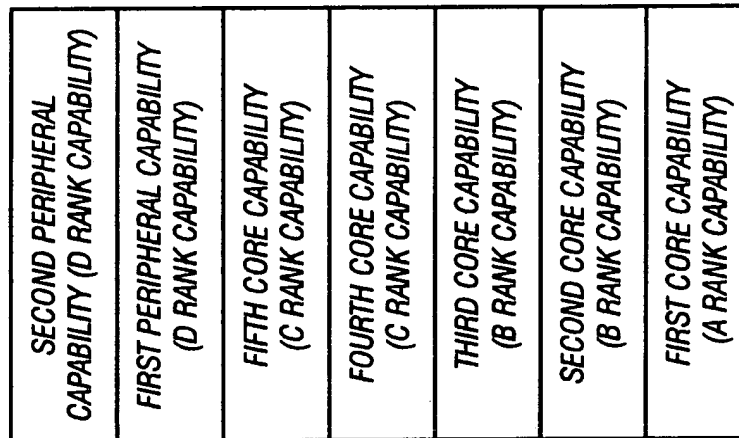 SECOND PERIPHERAL
CAPABILITY (D RANK CAPABILITY)
FIRST PERIPHERAL CAPABILITY
(D RANK CAPABILITY)
FIFTH CORE CAPABILITY
(C RANK CAPABILITY)
FOURTH CORE CAPABILITY
(C RANK CAPABILITY)
THIRD CORE CAPABILITY
(B RANK CAPABILITY)
SECOND CORE CAPABILITY
(B RANK CAPABILITY)
FIRST CORE CAPABILITY
(A RANK CAPABILITY)